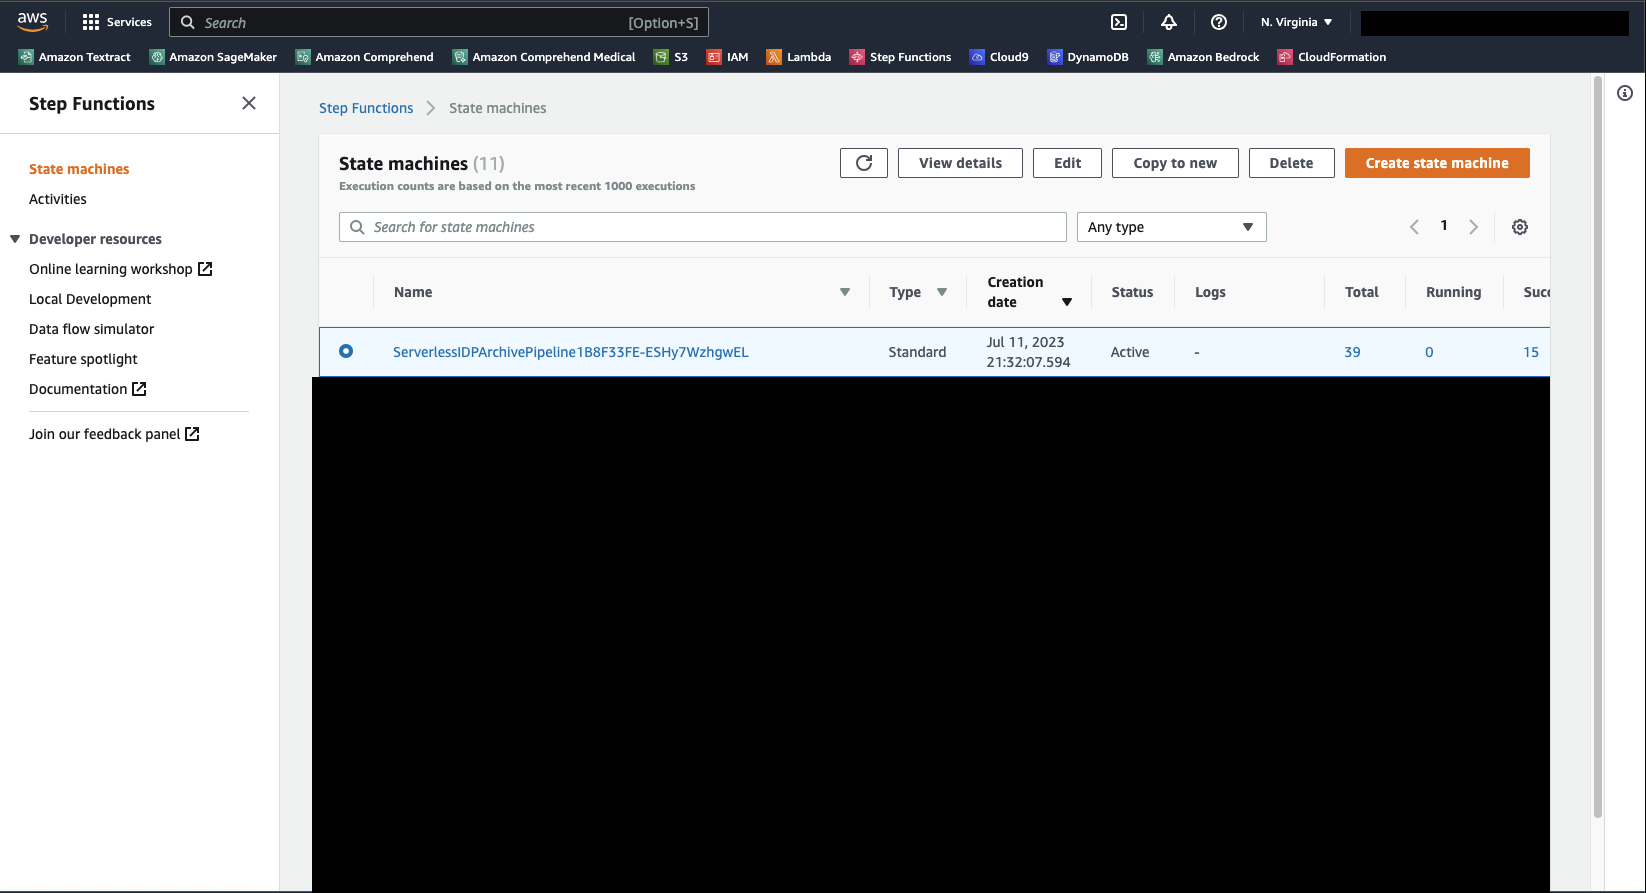 aws Services Search [Option+S] N. Virginia
Amazon Textract Amazon SageMaker Amazon Comprehend Amazon Comprehend Medical S3 IAM Lambda Step Functions Cloud9 DynamoDB Amazon Bedrock CloudFormation
Step Functions
State machines
Activities
Developer resources
Online learning workshop
Local Development
Data flow simulator
Feature spotlight
Documentation
Join our feedback panel
Step Functions State machines
State machines (11)
Execution counts are based on the most recent 1000 executions
View details Edit Copy to new Delete Create state machine
Search for state machines Any type 1
Name Type Creation date Status Logs Total Running Succ
ServerlessIDPArchivePipeline1B8F33FE-ESHy7WzhgwEL Standard Jul 11, 2023 21:32:07.594 Active - 39 0 15